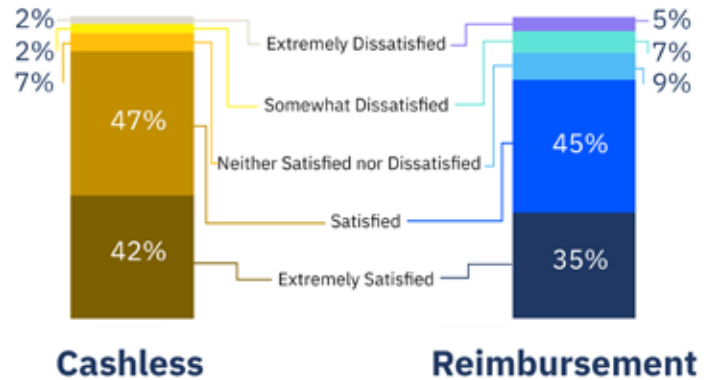 2% 5%
Extremely Dissatisfied
2% 7%
7% 9%
Somewhat Dissatisfied
47% 45%
Neither Satisfied nor Dissatisfied
Satisfied
42% 35%
Extremely Satisfied
Cashless Reimbursement